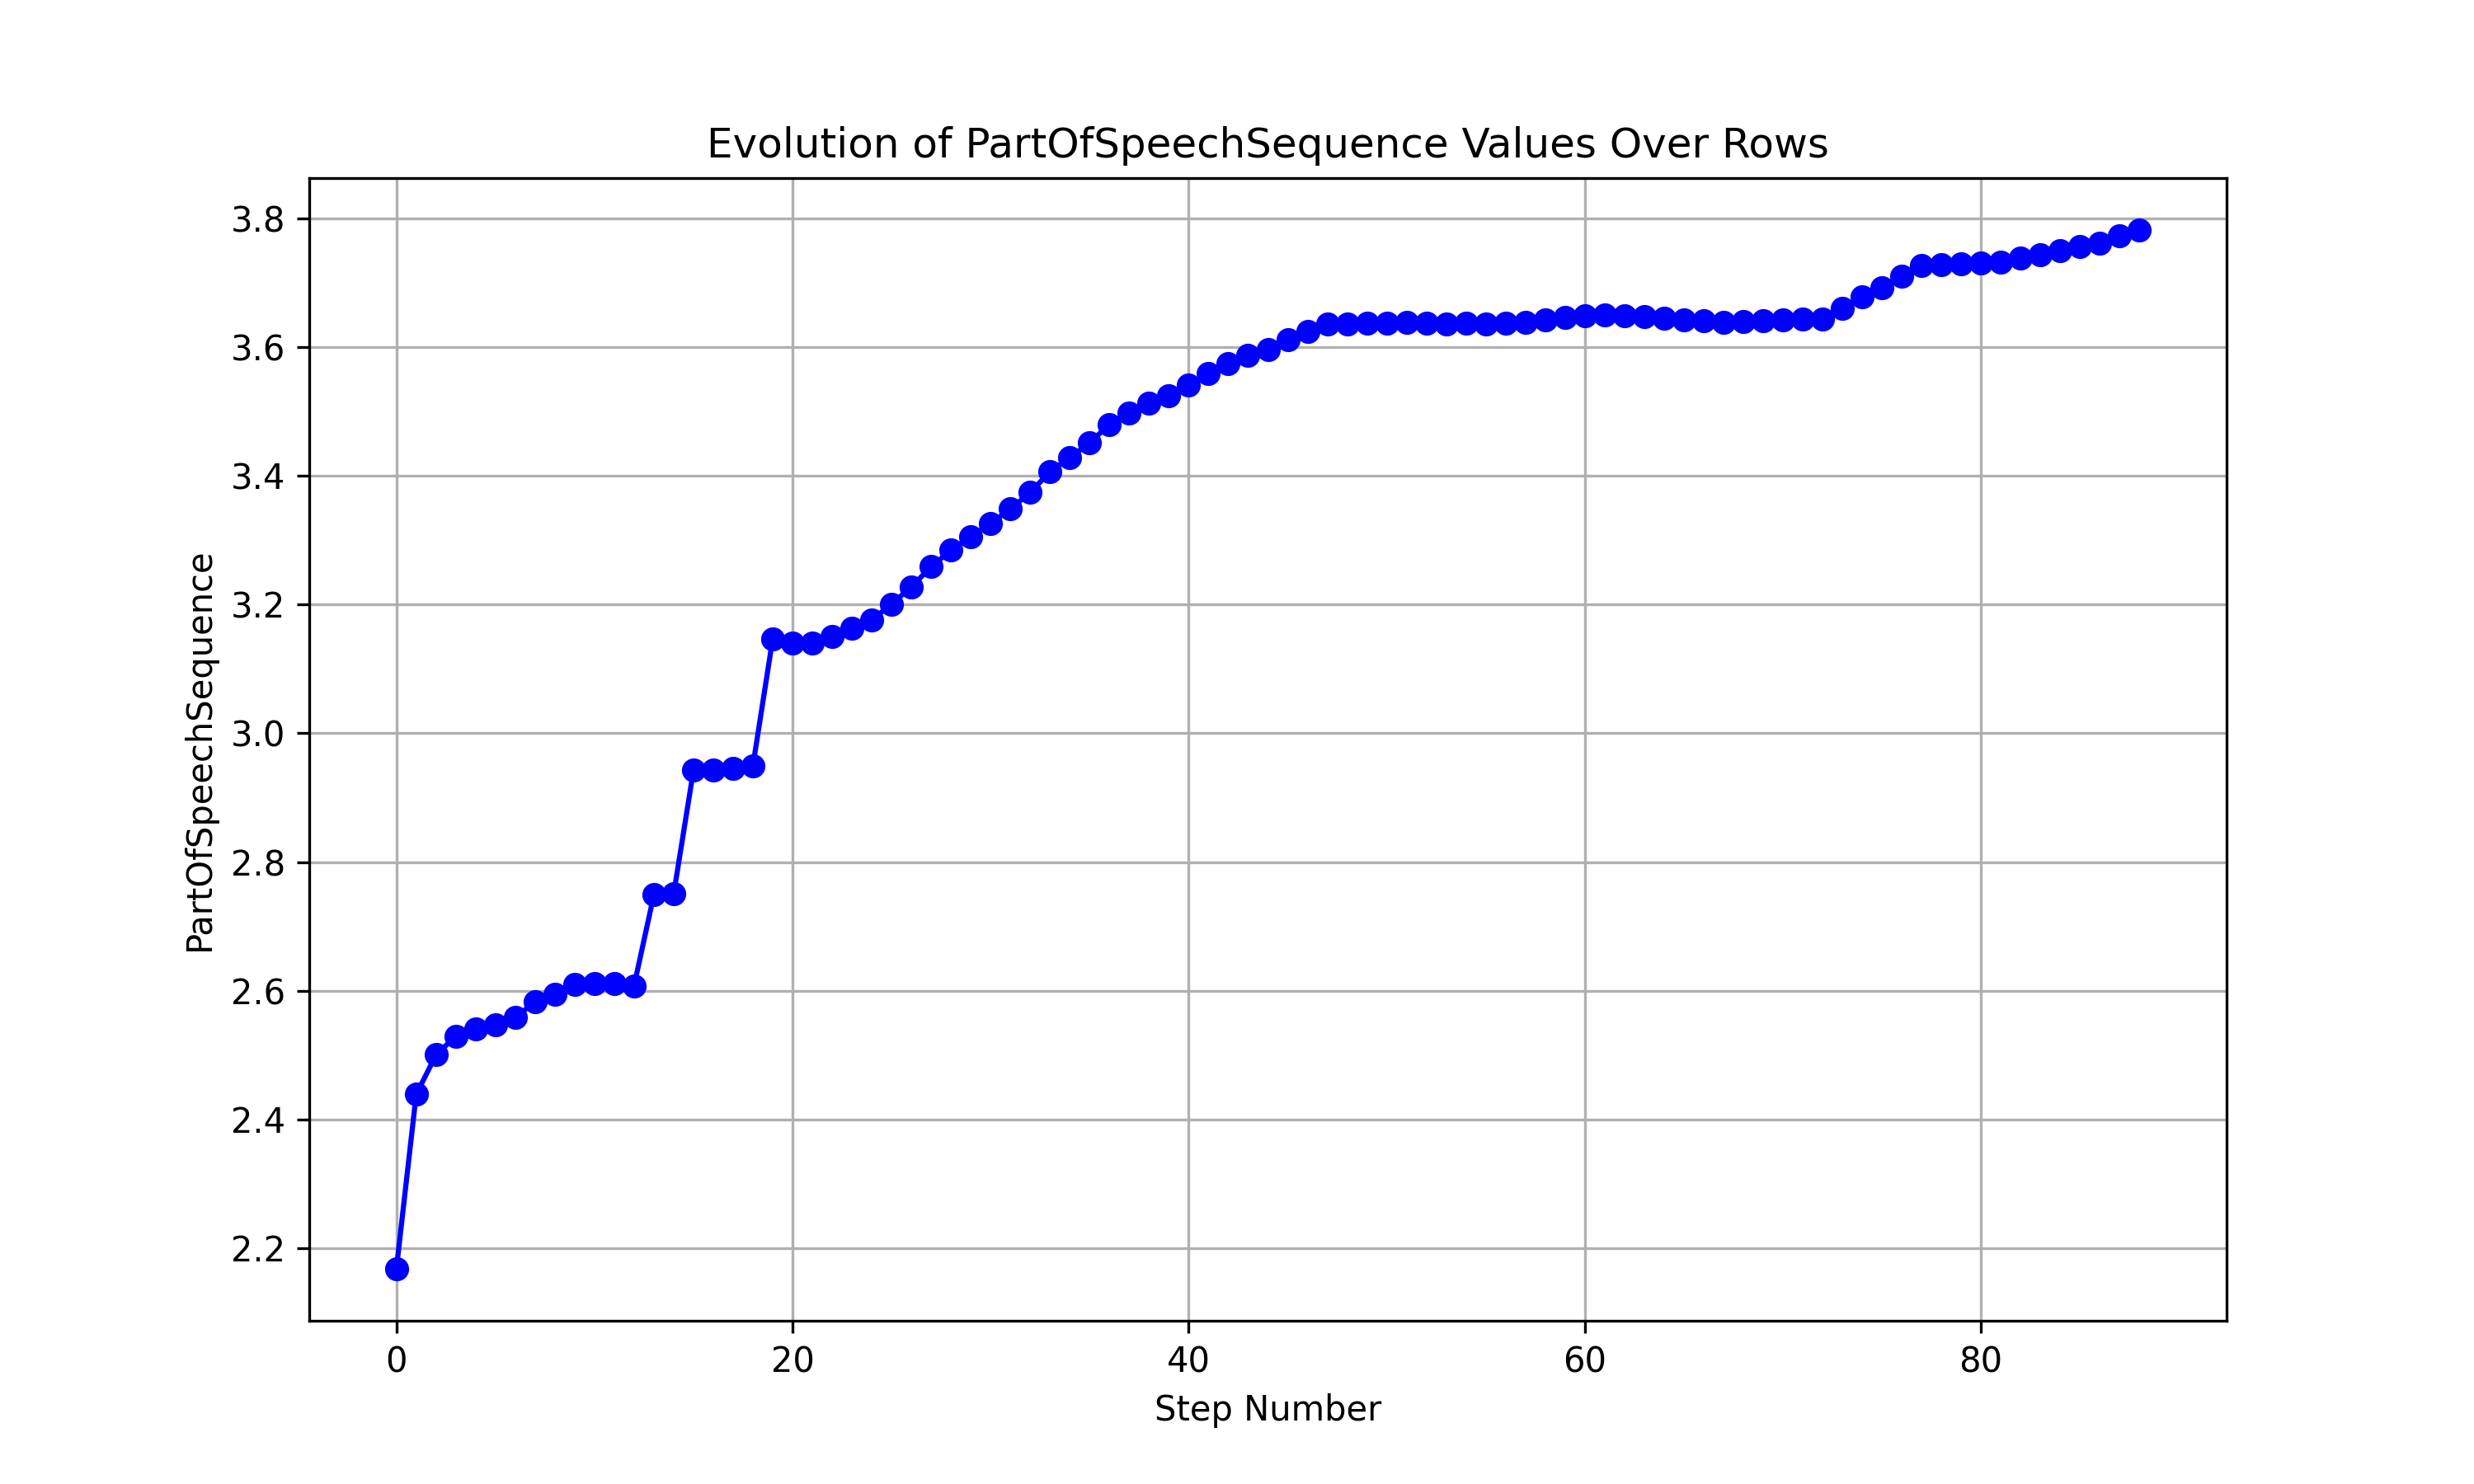 Evolution of PartOfSpeechSequence Values Over Rows
PartOfSpeechSequence
3.8
3.6
3.4
3.2
3.0
2.8
2.6
2.4
2.2
0 20 40 60 80
Step Number